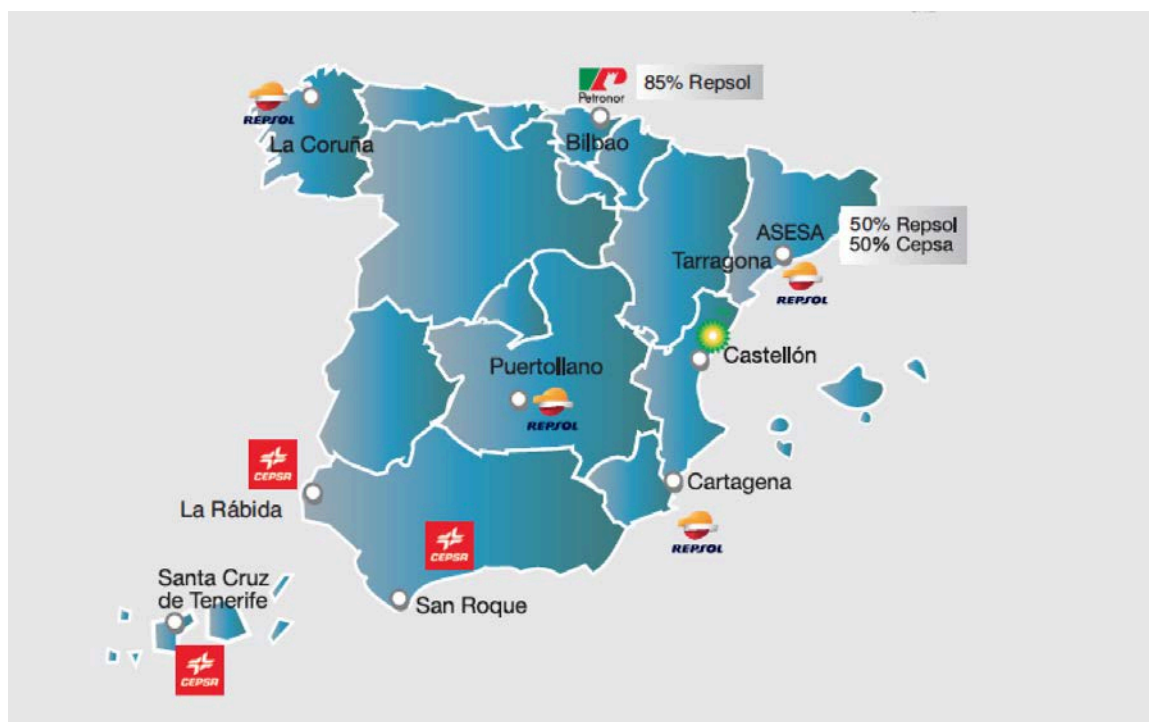 Petronor
85% Repsol
REPSOL
La Coruña
Bilbao
ASESA
50% Repsol
50% Cepsa
Tarragona
REPSOL
Castellón
Puertollano
REPSOL
CEPSA
La Rábida
Cartagena
REPSOL
CEPSA
Santa Cruz
de Tenerife
San Roque
CEPSA